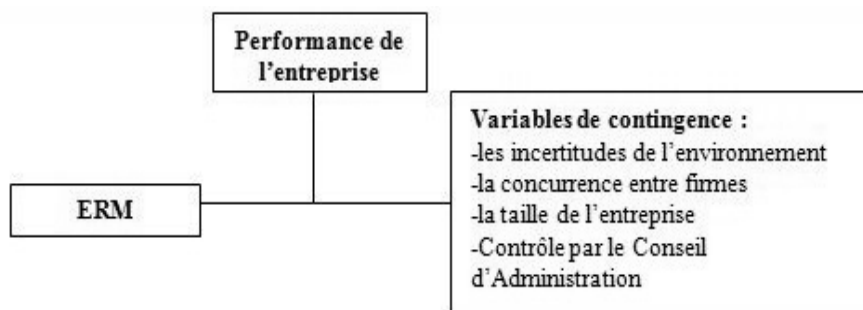 Performance de
l'entreprise
Variables de contingence :
-les incertitudes de l'environnement
-la concurrence entre firmes
-la taille de l'entreprise
-Contrôle par le Conseil
d'Administration
ERM